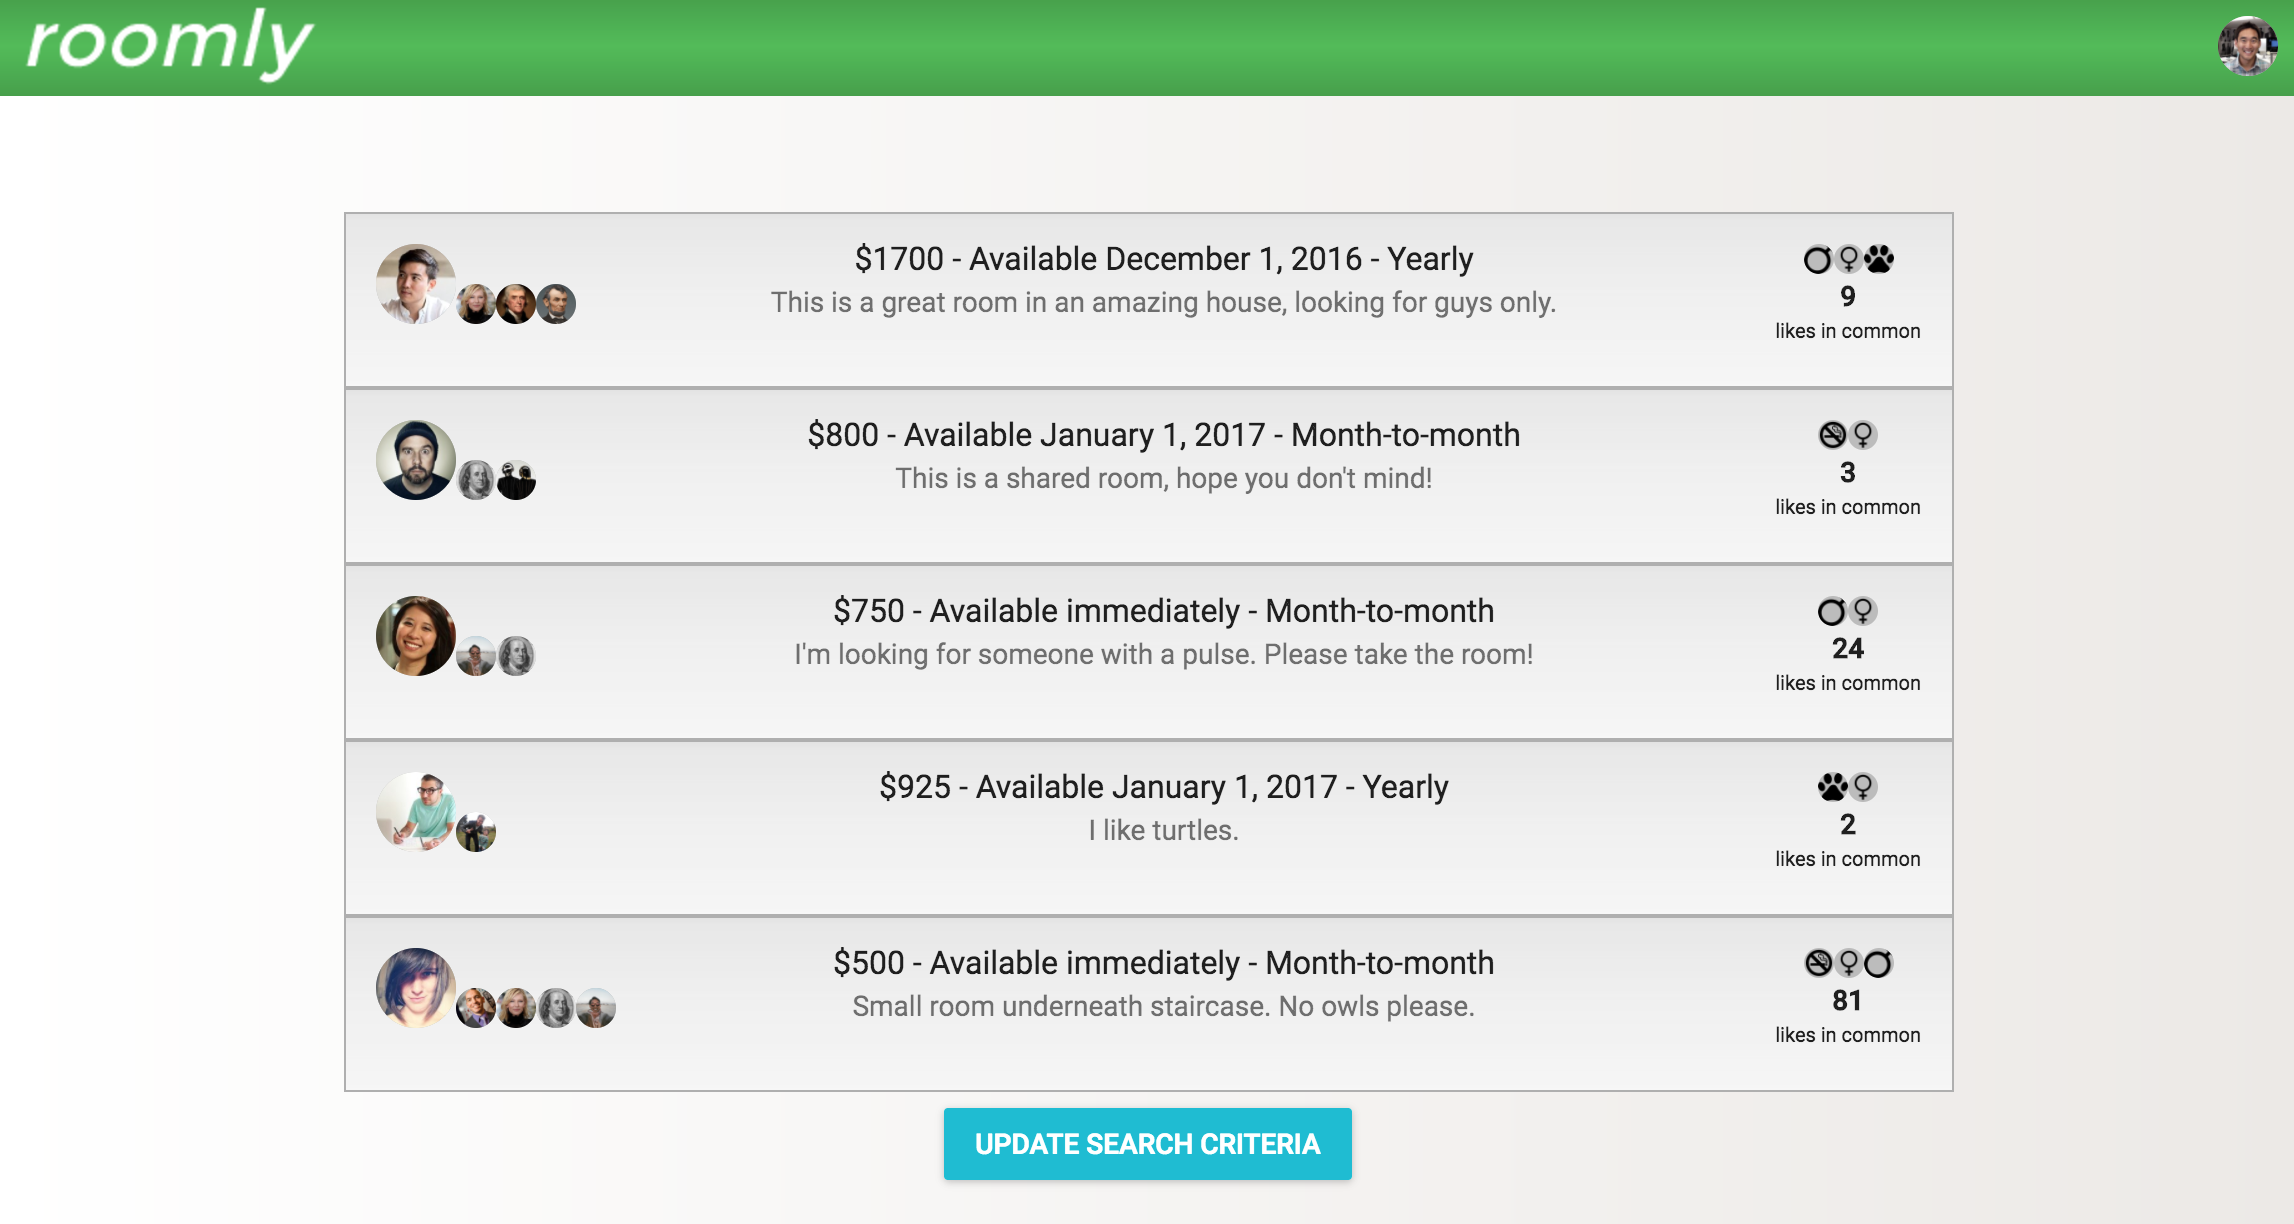 roomly
$1700 - Available December 1, 2016 - Yearly
This is a great room in an amazing house, looking for guys only.
9
likes in common
$800 - Available January 1, 2017 - Month-to-month
This is a shared room, hope you don't mind!
3
likes in common
$750 - Available immediately - Month-to-month
I'm looking for someone with a pulse. Please take the room!
24
likes in common
$925 - Available January 1, 2017 - Yearly
I like turtles.
2
likes in common
$500 - Available immediately - Month-to-month
Small room underneath staircase. No owls please.
81
likes in common
UPDATE SEARCH CRITERIA